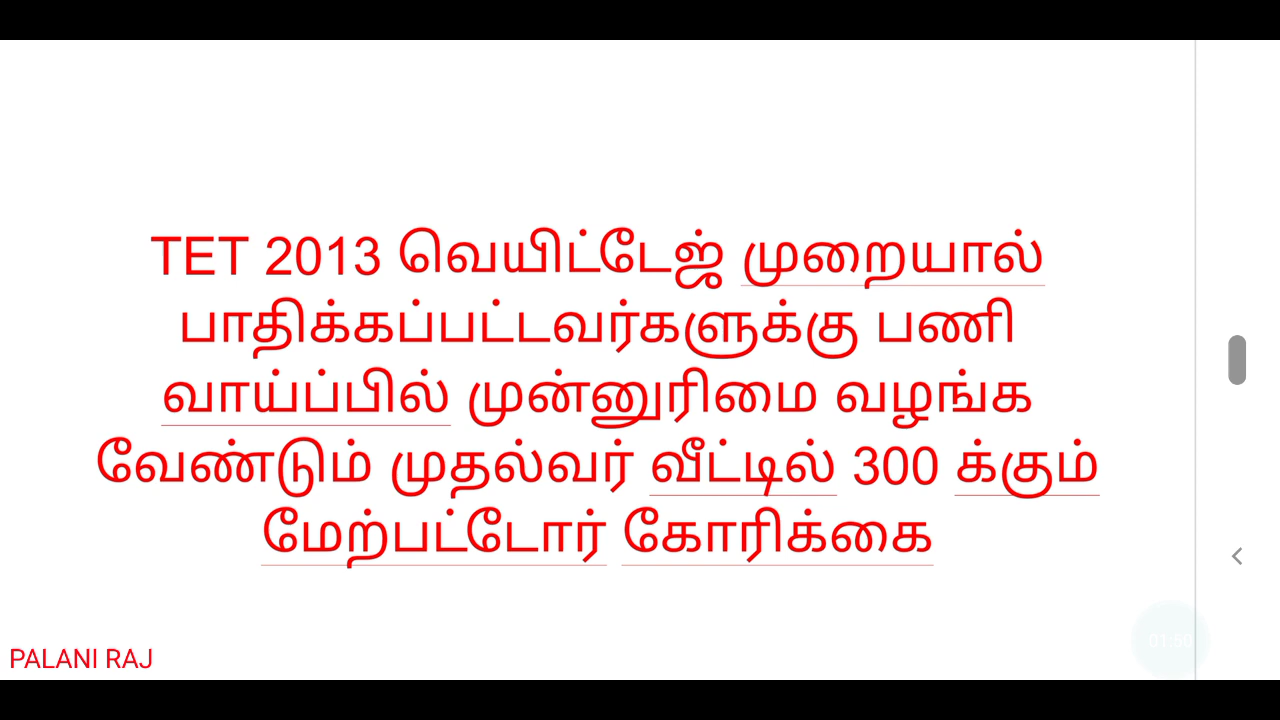 TET 2013 வெயிட்டேஜ் முறையால்
பாதிக்கப்பட்டவர்களுக்கு பணி
வாய்ப்பில் முன்னுரிமை வழங்க
வேண்டும் முதல்வர் வீட்டில் 300 க்கும்
மேற்பட்டோர் கோரிக்கை
PALANI RAJ